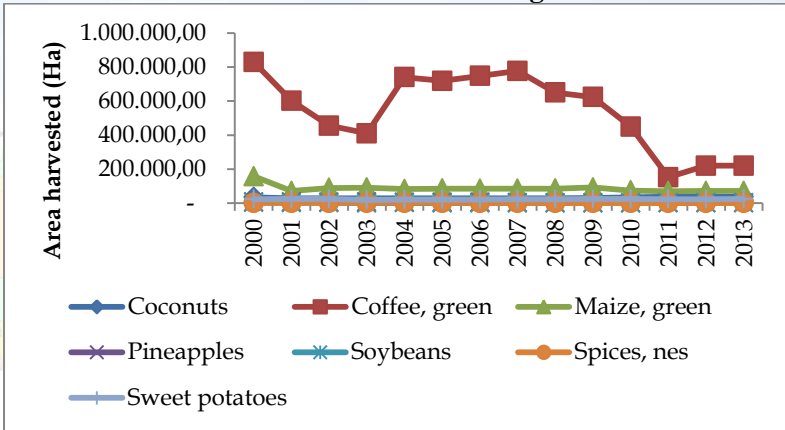 1.000.000,00
800.000,00
600.000,00
400.000,00
200.000,00
-
Area harvested (Ha)
2000 2001 2002 2003 2004 2005 2006 2007 2008 2009 2010 2011 2012 2013
Coconuts Coffee, green Maize, green
Pineapples Soybeans Spices, nes
Sweet potatoes